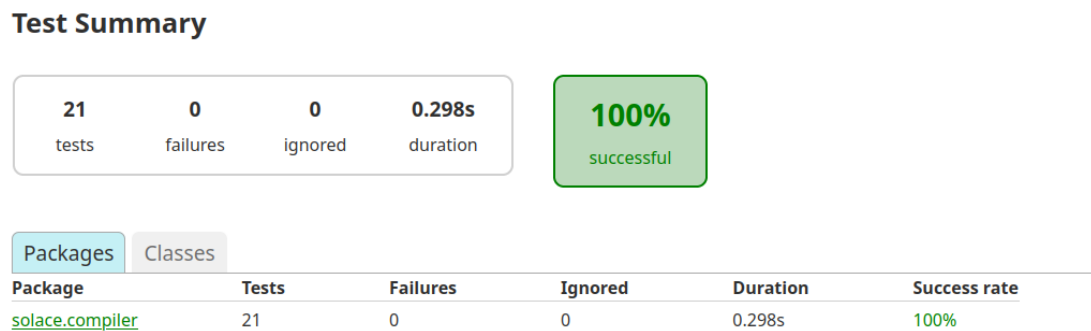 Test Summary
21 0 0 0.298s
tests failures ignored duration
100%
successful
Packages Classes
Package Tests Failures Ignored Duration Success rate
solace.compiler 21 0 0 0.298s 100%